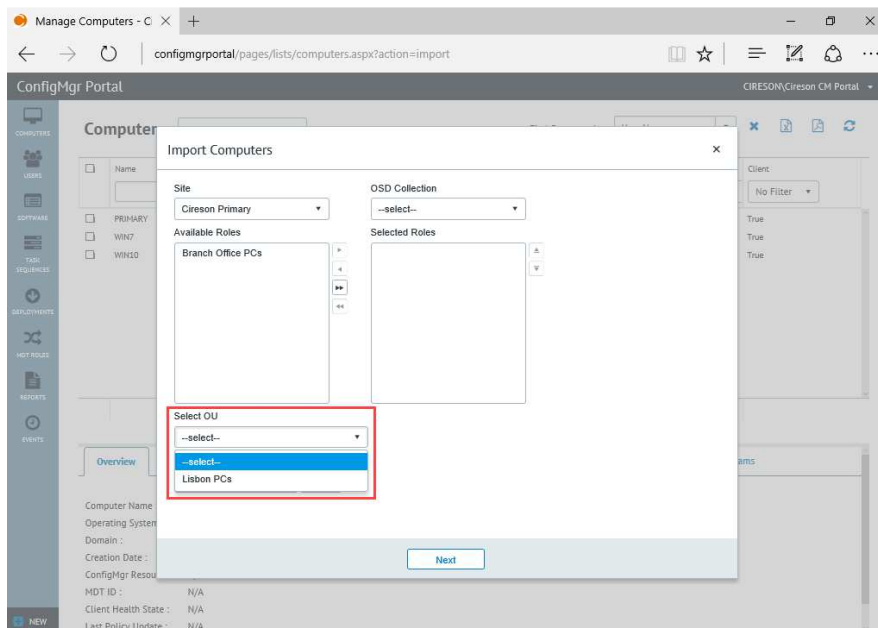 Manage Computers - Ci
configmgrportal/pages/lists/computers.aspx?action=import
ConfigMgr Portal
CIRESON\Cireson CM Portal
COMPUTERS
USERS
SOFTWARE
TASK
SEQUENCES
DEPLOYMENTS
MDT ROLES
REPORTS
EVENTS
NEW
Computer
Name
Client
No Filter
PRIMARY
True
WIN7
True
WIN10
True
Import Computers
Site
OSD Collection
Cireson Primary
--select--
Available Roles
Selected Roles
Branch Office PCs
Select OU
--select--
--select--
Lisbon PCs
Next
Overview
ams
Computer Name
Operating System
Domain :
Creation Date :
ConfigMgr Resou
MDT ID :
N/A
Client Health State :
N/A
Last Policy Update :
N/A